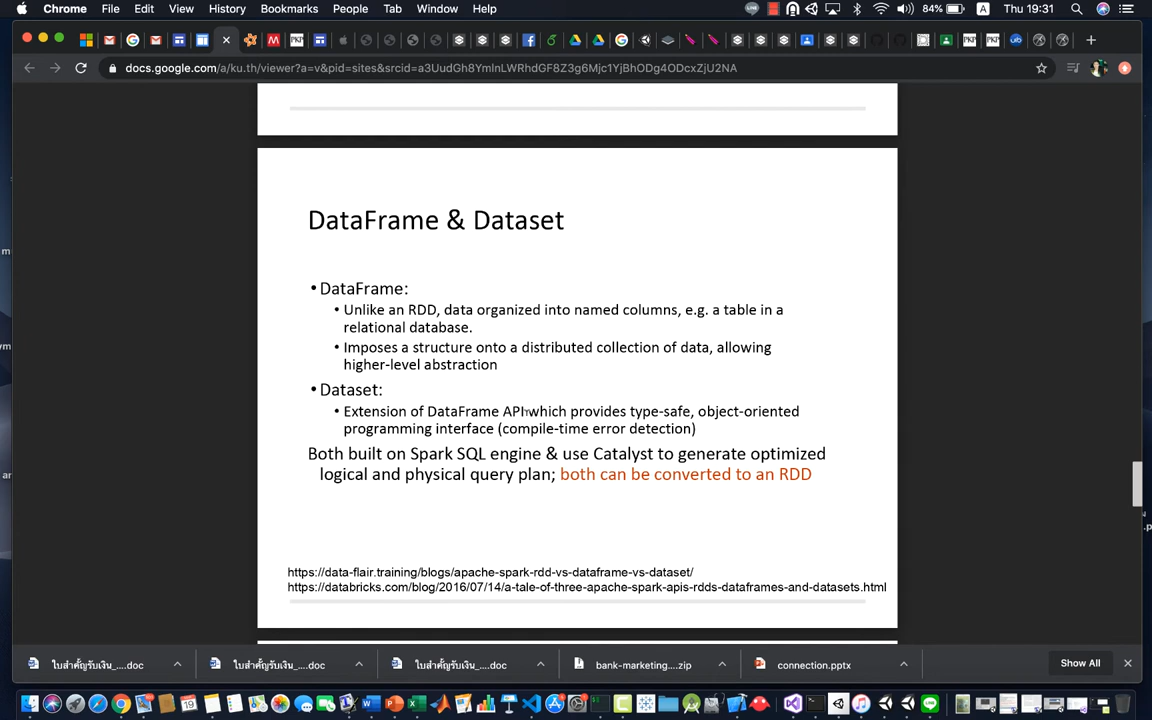 Chrome File Edit View History Bookmarks People Tab Window Help 84% A Thu 19:31
docs.google.com/a/ku.th/viewer?a=v&pid=sites&srcid=a3UudGh8YmlnLWRhdGF8Z3g6Mjc1YjBhODg4ODcxZjU2NA
DataFrame & Dataset
• DataFrame:
• Unlike an RDD, data organized into named columns, e.g. a table in a
relational database.
• Imposes a structure onto a distributed collection of data, allowing
higher-level abstraction
• Dataset:
• Extension of DataFrame API which provides type-safe, object-oriented
programming interface (compile-time error detection)
Both built on Spark SQL engine & use Catalyst to generate optimized
logical and physical query plan; both can be converted to an RDD
https://data-flair.training/blogs/apache-spark-rdd-vs-dataframe-vs-dataset/
https://databricks.com/blog/2016/07/14/a-tale-of-three-apache-spark-apis-rdds-dataframes-and-datasets.html
ใบสำคัญรับเงิน_....doc ใบสำคัญรับเงิน_....doc ใบสำคัญรับเงิน_....doc bank-marketing....zip connection.pptx Show All